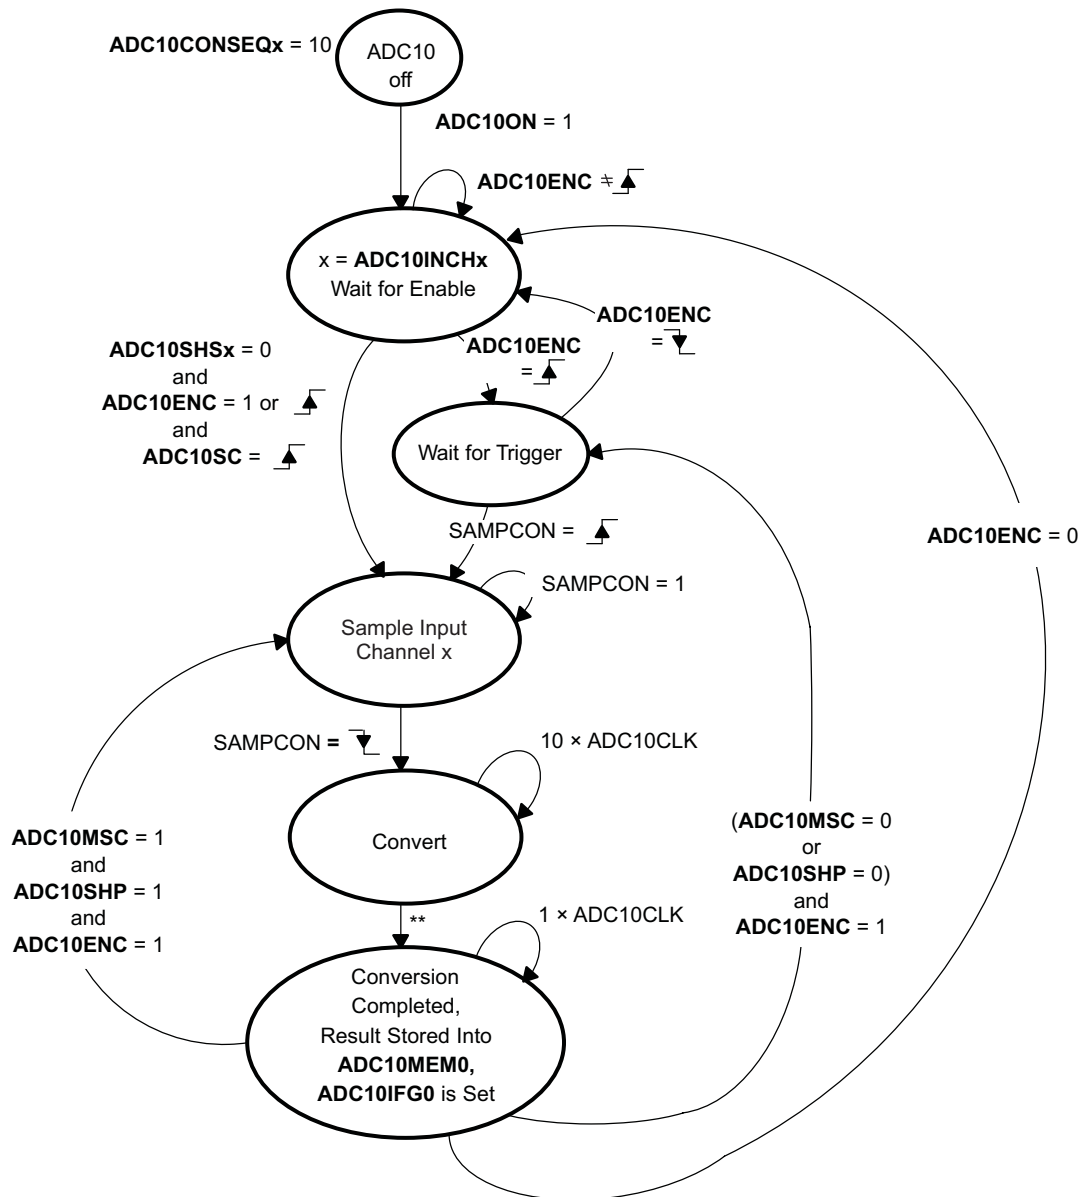 ADC10CONSEQx = 10
ADC10
off
ADC10ON = 1
ADC10ENC ≠
x = ADC10INCHx
Wait for Enable
ADC10ENC
=
ADC10ENC
=
ADC10SHSx = 0
and
ADC10ENC = 1 or
and
ADC10SC =
Wait for Trigger
SAMPCON =
ADC10ENC = 0
SAMPCON = 1
Sample Input
Channel x
SAMPCON =
10 × ADC10CLK
Convert
ADC10MSC = 1
and
ADC10SHP = 1
and
ADC10ENC = 1
(ADC10MSC = 0
or
ADC10SHP = 0)
and
ADC10ENC = 1
**
1 × ADC10CLK
Conversion
Completed,
Result Stored Into
ADC10MEM0,
ADC10IFG0 is Set